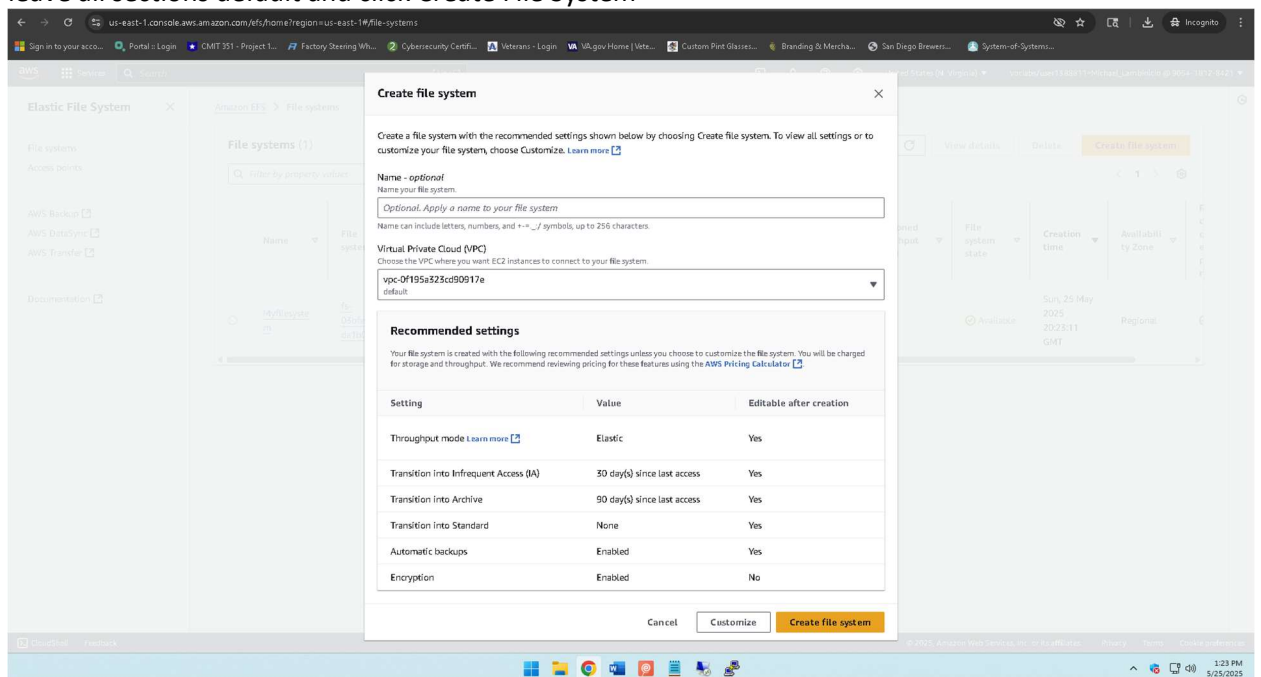 leave all sections default and click Create File System
us-east-1.console.aws.amazon.com/efs/home?region=us-east-1#/file-systems
Incognito
Sign in to your acco... Portal :: Login CMIT 351 - Project 1... Factory Steering Wh... Cybersecurity Certifi... Veterans - Login VA.gov Home | Vete... Custom Pint Glasses... Branding & Mercha... San Diego Brewers... System-of-Systems...
Elastic File System
Amazon EFS > File systems
File systems
Access points
AWS Backup
AWS DataSync
AWS Transfer
Documentation
File systems (1)
View details Delete Create file system
Filter by property values
1
Name
File system state
Creation time
Availabili ty Zone
Available
Sun, 25 May 2025 20:23:11 GMT
Regional
Create file system
Create a file system with the recommended settings shown below by choosing Create file system. To view all settings or to
customize your file system, choose Customize. Learn more
Name - optional
Name your file system.
Optional. Apply a name to your file system
Name can include letters, numbers, and +-=._:/ symbols, up to 256 characters.
Virtual Private Cloud (VPC)
Choose the VPC where you want EC2 instances to connect to your file system.
vpc-0f195a323cd90917e
default
Recommended settings
Your file system is created with the following recommended settings unless you choose to customize the file system. You will be charged
for storage and throughput. We recommend reviewing pricing for these features using the AWS Pricing Calculator.
Setting Value Editable after creation
Throughput mode Learn more Elastic Yes
Transition into Infrequent Access (IA) 30 day(s) since last access Yes
Transition into Archive 90 day(s) since last access Yes
Transition into Standard None Yes
Automatic backups Enabled Yes
Encryption Enabled No
Cancel Customize Create file system
CloudShell Feedback
© 2025, Amazon Web Services, Inc. or its affiliates. Privacy Terms Cookie preferences
1:23 PM
5/25/2025